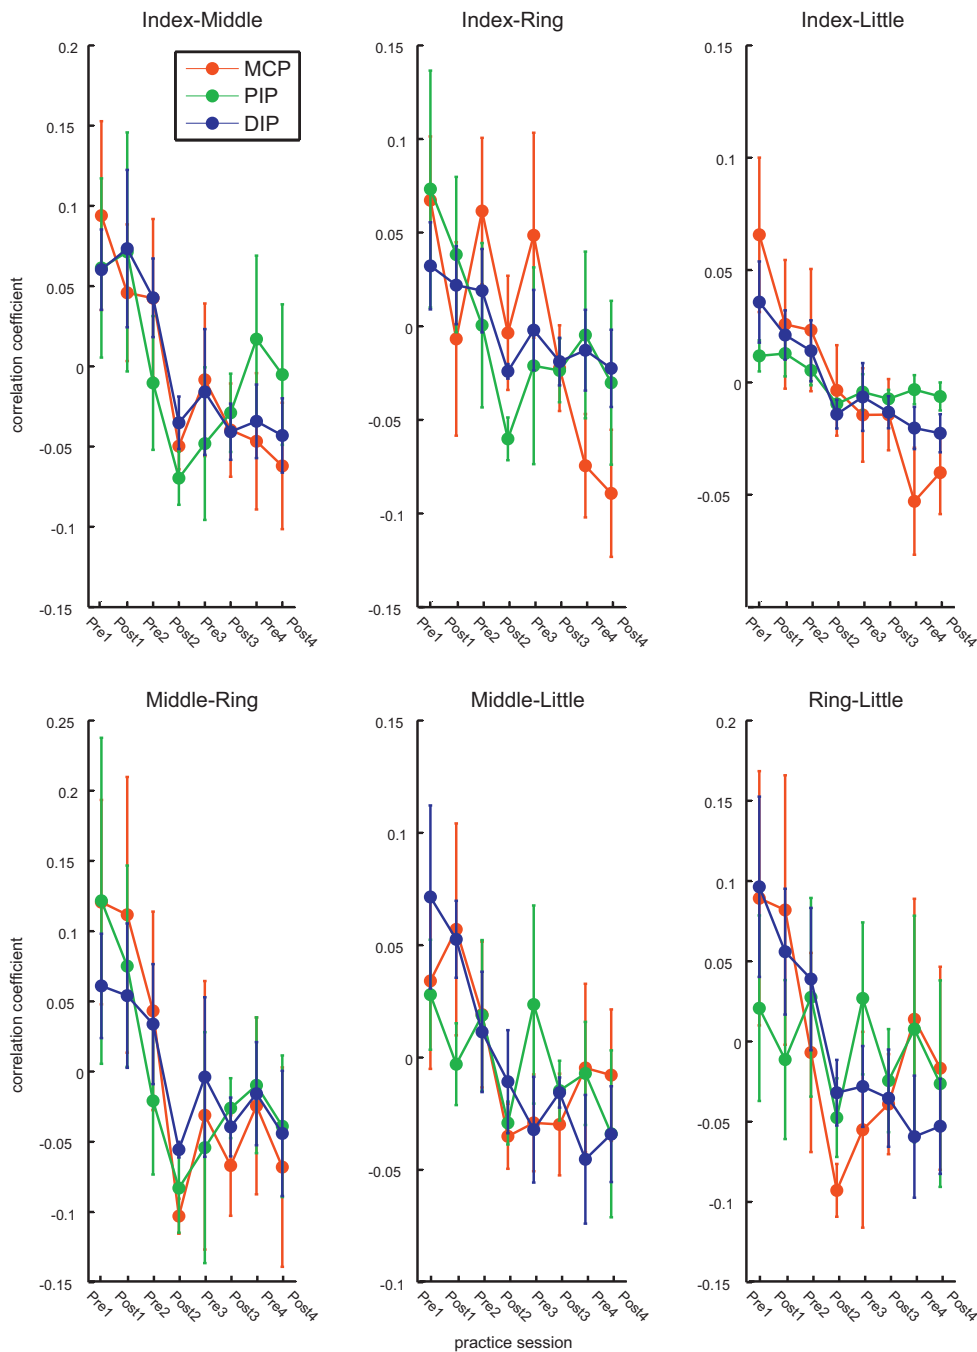 Index-Middle
Index-Ring
Index-Little
MCP
PIP
DIP
correlation coefficient
0.2
0.15
0.1
0.05
0
-0.05
-0.1
-0.15
Pre1 Post1 Pre2 Post2 Pre3 Post3 Pre4 Post4
0.15
0.1
0.05
0
-0.05
-0.1
-0.15
Pre1 Post1 Pre2 Post2 Pre3 Post3 Pre4 Post4
0.15
0.1
0.05
0
-0.05
Pre1 Post1 Pre2 Post2 Pre3 Post3 Pre4 Post4
Middle-Ring
Middle-Little
Ring-Little
correlation coefficient
0.25
0.2
0.15
0.1
0.05
0
-0.05
-0.1
-0.15
Pre1 Post1 Pre2 Post2 Pre3 Post3 Pre4 Post4
0.15
0.1
0.05
0
-0.05
-0.1
Pre1 Post1 Pre2 Post2 Pre3 Post3 Pre4 Post4
0.2
0.15
0.1
0.05
0
-0.05
-0.1
-0.15
Pre1 Post1 Pre2 Post2 Pre3 Post3 Pre4 Post4
practice session